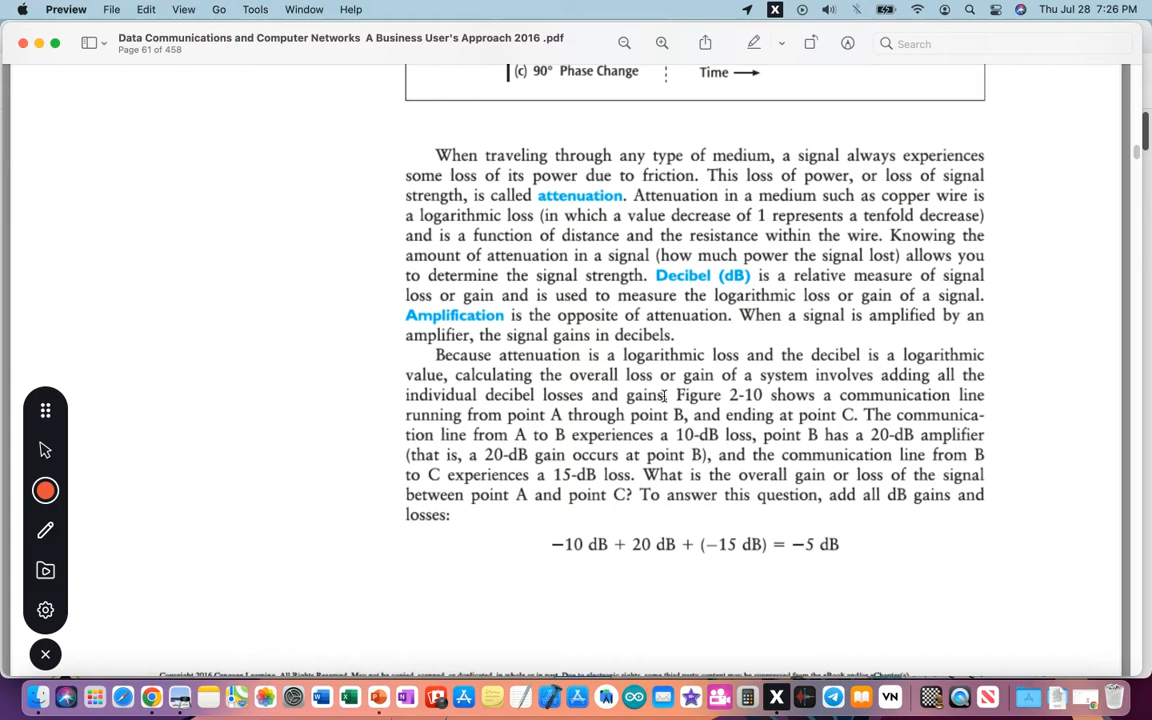 Preview File Edit View Go Tools Window Help Thu Jul 28 7:26 PM
Data Communications and Computer Networks A Business User's Approach 2016 .pdf
Page 61 of 458
Search
(c) 90° Phase Change Time
When traveling through any type of medium, a signal always experiences
some loss of its power due to friction. This loss of power, or loss of signal
strength, is called attenuation. Attenuation in a medium such as copper wire is
a logarithmic loss (in which a value decrease of 1 represents a tenfold decrease)
and is a function of distance and the resistance within the wire. Knowing the
amount of attenuation in a signal (how much power the signal lost) allows you
to determine the signal strength. Decibel (dB) is a relative measure of signal
loss or gain and is used to measure the logarithmic loss or gain of a signal.
Amplification is the opposite of attenuation. When a signal is amplified by an
amplifier, the signal gains in decibels.
Because attenuation is a logarithmic loss and the decibel is a logarithmic
value, calculating the overall loss or gain of a system involves adding all the
individual decibel losses and gains. Figure 2-10 shows a communication line
running from point A through point B, and ending at point C. The communica-
tion line from A to B experiences a 10-dB loss, point B has a 20-dB amplifier
(that is, a 20-dB gain occurs at point B), and the communication line from B
to C experiences a 15-dB loss. What is the overall gain or loss of the signal
between point A and point C? To answer this question, add all dB gains and
losses:
−10 dB + 20 dB + (−15 dB) = −5 dB